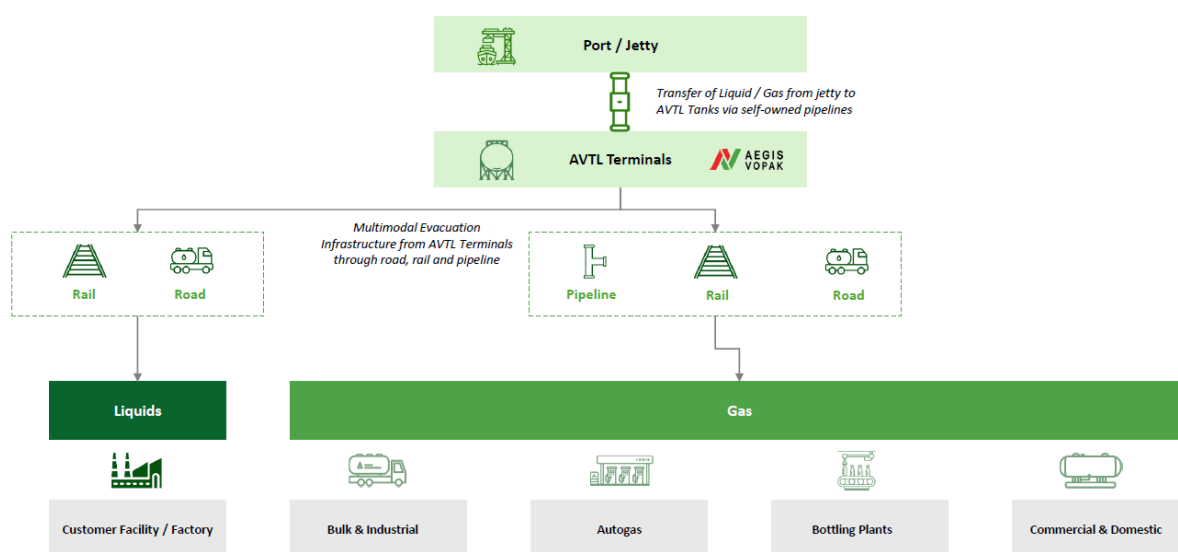 Port / Jetty
Transfer of Liquid / Gas from jetty to
AVTL Tanks via self-owned pipelines
AVTL Terminals
AEGIS
VOPAK
Multimodal Evacuation
Infrastructure from AVTL Terminals
through road, rail and pipeline
Rail
Road
Pipeline
Rail
Road
Liquids
Gas
Customer Facility / Factory
Bulk & Industrial
Autogas
Bottling Plants
Commercial & Domestic